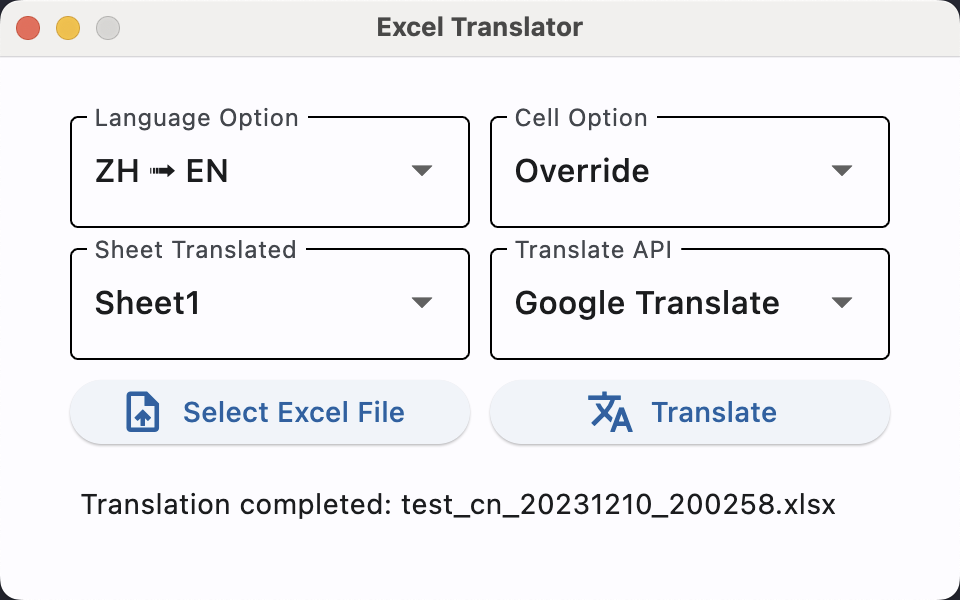 Excel Translator
Language Option
ZH ➟ EN
Cell Option
Override
Sheet Translated
Sheet1
Translate API
Google Translate
Select Excel File
Translate
Translation completed: test_cn_20231210_200258.xlsx